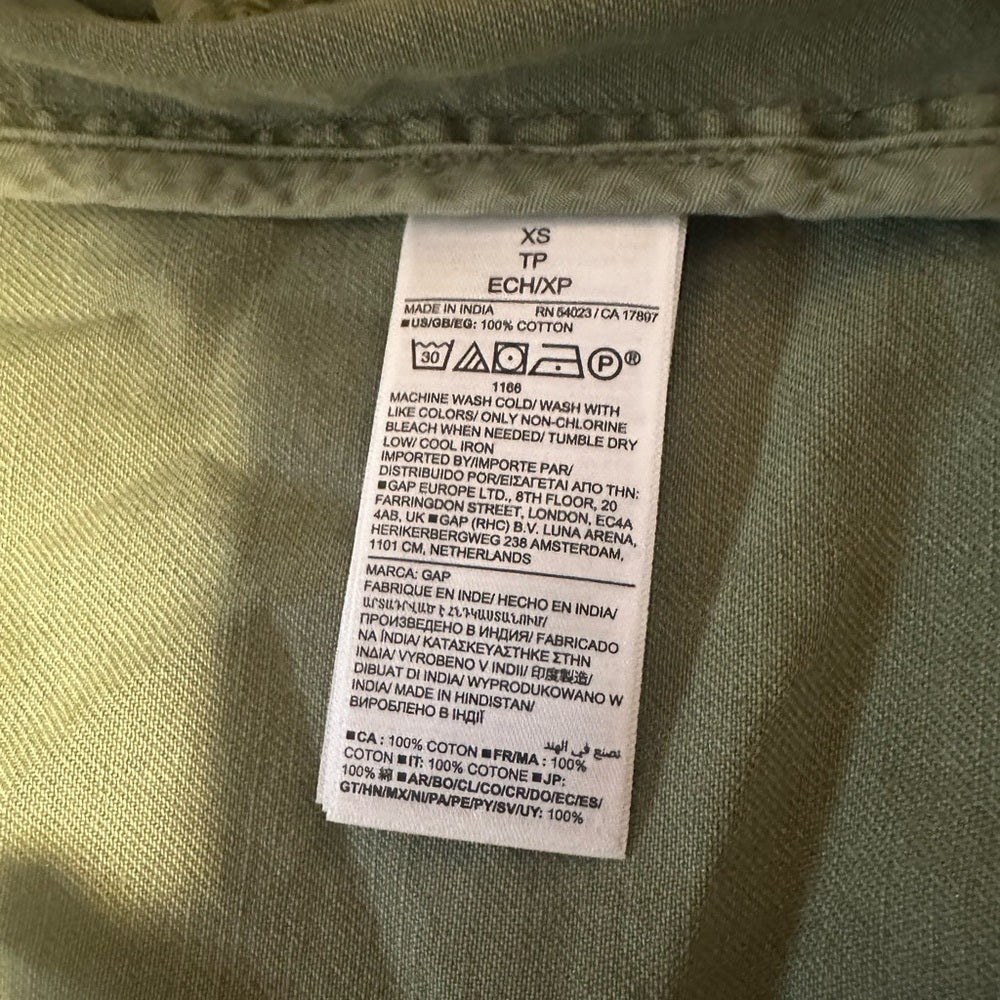 XS
TP
ECH/XP
MADE IN INDIA RN 54023 / CA 17897
■US/GB/EG: 100% COTTON
30 P ®
1166
MACHINE WASH COLD/ WASH WITH
LIKE COLORS/ ONLY NON-CHLORINE
BLEACH WHEN NEEDED/ TUMBLE DRY
LOW/ COOL IRON
IMPORTED BY/IMPORTE PAR/
DISTRIBUIDO POR/ΕΙΣΑΓΕΤΑΙ ΑΠΟ ΤΗΝ:
■GAP EUROPE LTD., 8TH FLOOR, 20
FARRINGDON STREET, LONDON, EC4A
4AB, UK ■GAP (RHC) B.V. LUNA ARENA,
HERIKERBERGWEG 238 AMSTERDAM,
1101 CM, NETHERLANDS
MARCA: GAP
FABRIQUE EN INDE/ HECHO EN INDIA/
ԱՐՏԱԴՐՎԱԾ Է ՀՆԴԿԱՍՏԱՆՈՒՄ/
ПРОИЗВЕДЕНО В ИНДИЯ/ FABRICADO
NA ÍNDIA/ ΚΑΤΑΣΚΕΥΑΣΤΗΚΕ ΣΤΗΝ
ΙΝΔΙΑ/ VYROBENO V INDII/ 印度製造/
DIBUAT DI INDIA/ WYPRODUKOWANO W
INDIA/ MADE IN HINDISTAN/
ВИРОБЛЕНО В ІНДІЇ
تصنع في الهند
■CA : 100% COTON ■FR/MA : 100%
COTON ■IT: 100% COTONE ■JP:
100% 綿 ■AR/BO/CL/CO/CR/DO/EC/ES/
GT/HN/MX/NI/PA/PE/PY/SV/UY: 100%